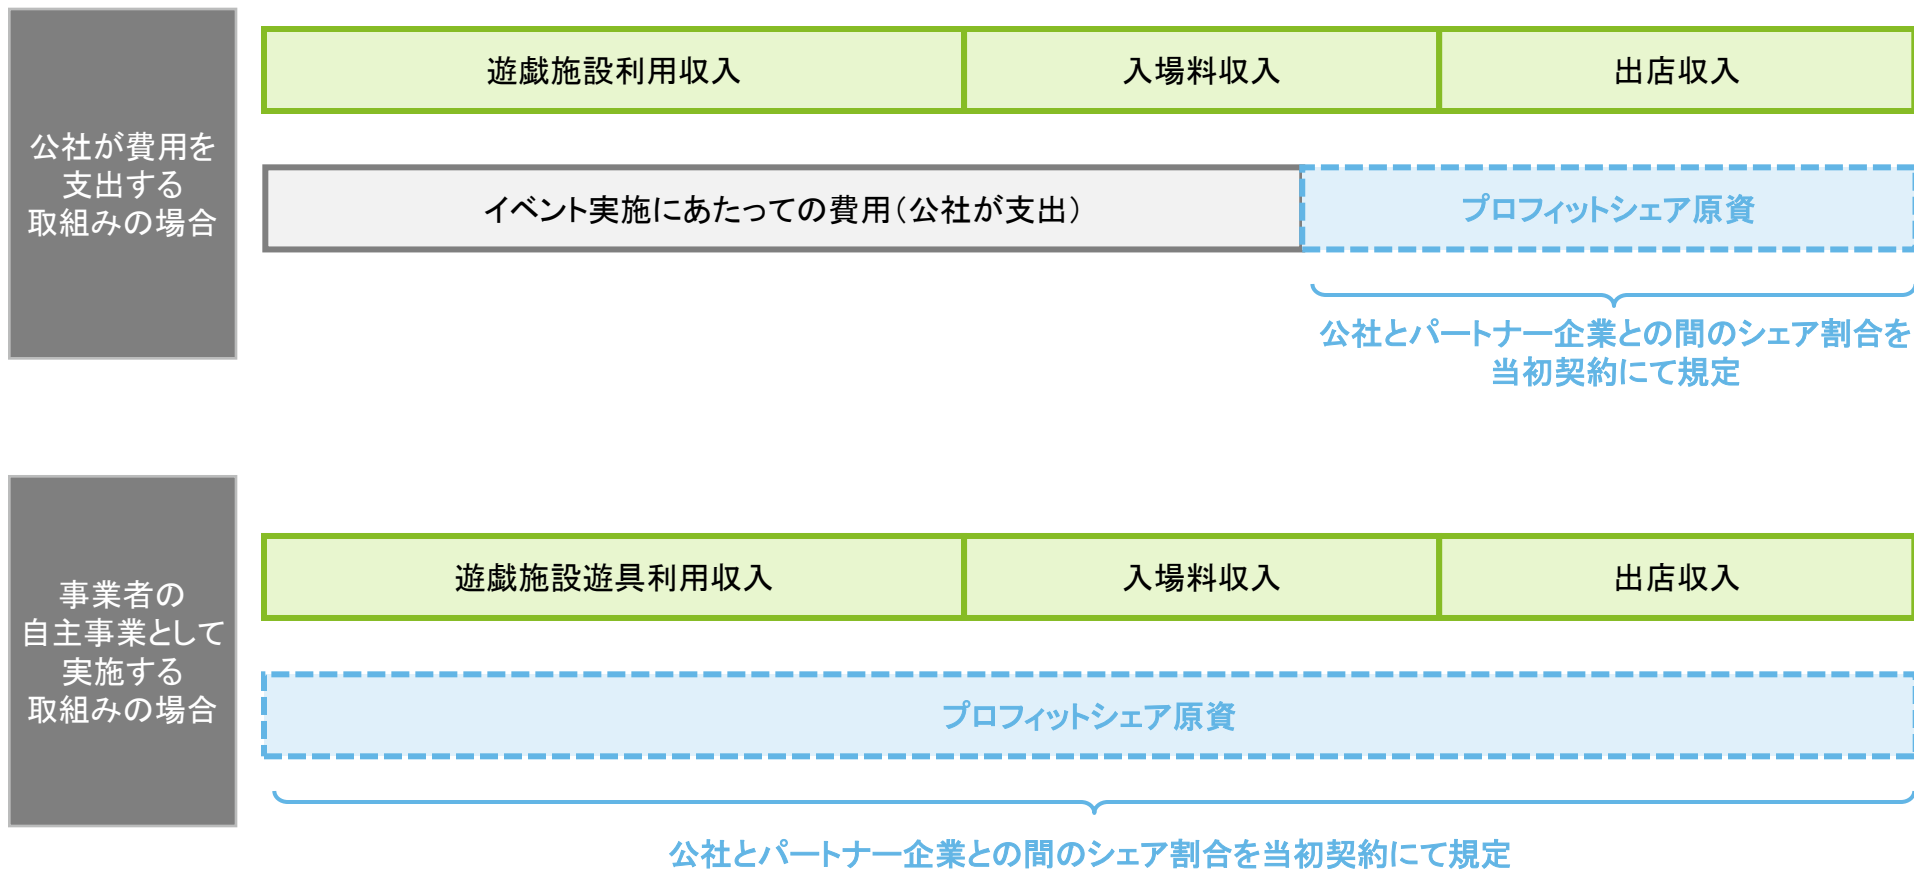 公社が費用を
支出する
取組みの場合
遊戯施設利用収入
入場料収入
出店収入
イベント実施にあたっての費用（公社が支出）
プロフィットシェア原資
公社とパートナー企業との間のシェア割合を
当初契約にて規定
事業者の
自主事業として
実施する
取組みの場合
遊戯施設遊具利用収入
入場料収入
出店収入
プロフィットシェア原資
公社とパートナー企業との間のシェア割合を当初契約にて規定